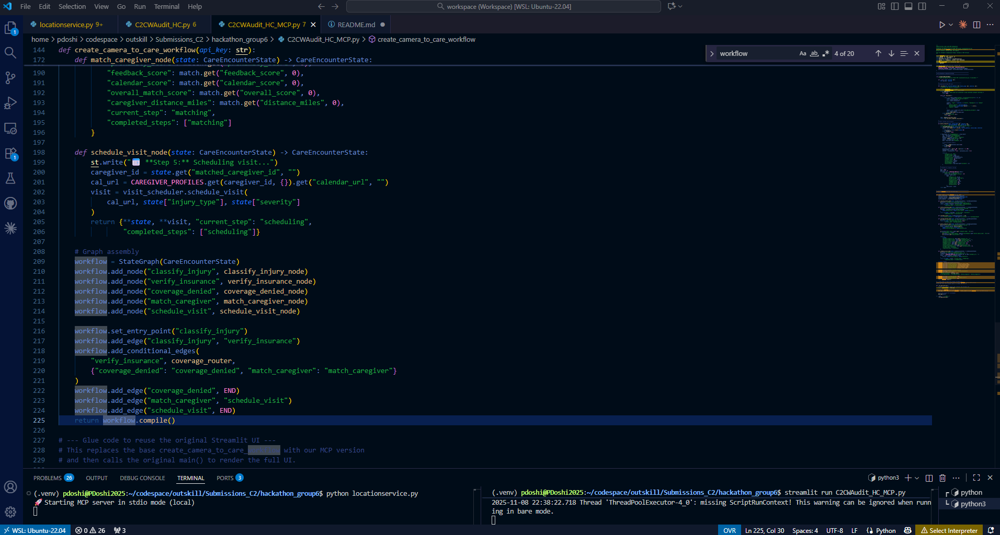 File Edit Selection View Go Run Terminal Help
workspace (Workspace) [WSL: Ubuntu-22.04]
locationservice.py 9+
C2CWAudit_HC.py 6
C2CWAudit_HC_MCP.py 7
README.md
home > pdoshi > codespace > outskill > Submissions_C2 > hackathon_group6 > C2CWAudit_HC_MCP.py > create_camera_to_care_workflow
workflow Aa ab .* 4 of 20
144 def create_camera_to_care_workflow(api_key: str):
172 def match_caregiver_node(state: CareEncounterState) -> CareEncounterState:
190 "feedback_score": match.get("feedback_score", 0),
191 "calendar_score": match.get("calendar_score", 0),
192 "overall_match_score": match.get("overall_score", 0),
193 "caregiver_distance_miles": match.get("distance_miles", 0),
194 "current_step": "matching",
195 "completed_steps": ["matching"]
196 }
197
198 def schedule_visit_node(state: CareEncounterState) -> CareEncounterState:
199 st.write("📅 **Step 5:** Scheduling visit...")
200 caregiver_id = state.get("matched_caregiver_id", "")
201 cal_url = CAREGIVER_PROFILES.get(caregiver_id, {}).get("calendar_url", "")
202 visit = visit_scheduler.schedule_visit(
203 cal_url, state["injury_type"], state["severity"]
204 )
205 return {**state, **visit, "current_step": "scheduling",
206 "completed_steps": ["scheduling"]}
207
208 # Graph assembly
209 workflow = StateGraph(CareEncounterState)
210 workflow.add_node("classify_injury", classify_injury_node)
211 workflow.add_node("verify_insurance", verify_insurance_node)
212 workflow.add_node("coverage_denied", coverage_denied_node)
213 workflow.add_node("match_caregiver", match_caregiver_node)
214 workflow.add_node("schedule_visit", schedule_visit_node)
215
216 workflow.set_entry_point("classify_injury")
217 workflow.add_edge("classify_injury", "verify_insurance")
218 workflow.add_conditional_edges(
219 "verify_insurance", coverage_router,
220 {"coverage_denied": "coverage_denied", "match_caregiver": "match_caregiver"}
221 )
222 workflow.add_edge("coverage_denied", END)
223 workflow.add_edge("match_caregiver", "schedule_visit")
224 workflow.add_edge("schedule_visit", END)
225 return workflow.compile()
226
227 # --- Glue code to reuse the original Streamlit UI ---
228 # This replaces the base create_camera_to_care_workflow with our MCP version
229 # and then calls the original main() to render the full UI.
PROBLEMS 26 OUTPUT DEBUG CONSOLE TERMINAL PORTS 3
python3
(.venv) pdoshi@PDoshi2025:~/codespace/outskill/Submissions_C2/hackathon_group6$ python locationservice.py
🚀 Starting MCP server in stdio mode (local)
(.venv) pdoshi@PDoshi2025:~/codespace/outskill/Submissions_C2/hackathon_group6$ streamlit run C2CWAudit_HC_MCP.py
2025-11-08 22:38:22.718 Thread 'ThreadPoolExecutor-4_0': missing ScriptRunContext! This warning can be ignored when runn
ing in bare mode.
python
python3
WSL: Ubuntu-22.04 0 26 3
OVR Ln 225, Col 30 Spaces: 4 UTF-8 LF Python Select Interpreter